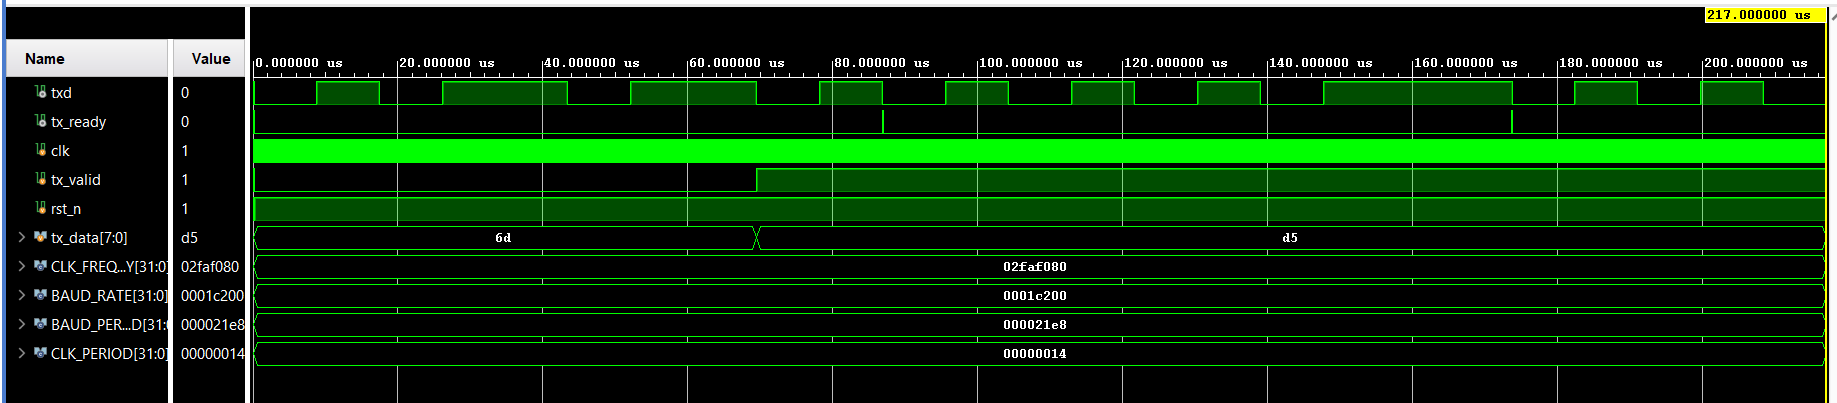 217.000000 us
Name Value
0.000000 us 20.000000 us 40.000000 us 60.000000 us 80.000000 us 100.000000 us 120.000000 us 140.000000 us 160.000000 us 180.000000 us 200.000000 us
txd 0
tx_ready 0
clk 1
tx_valid 1
rst_n 1
tx_data[7:0] d5 6d d5
CLK_FREQ...Y[31:0] 02faf080 02faf080
BAUD_RATE[31:0] 0001c200 0001c200
BAUD_PER...D[31:0 000021e8 000021e8
CLK_PERIOD[31:0] 00000014 00000014